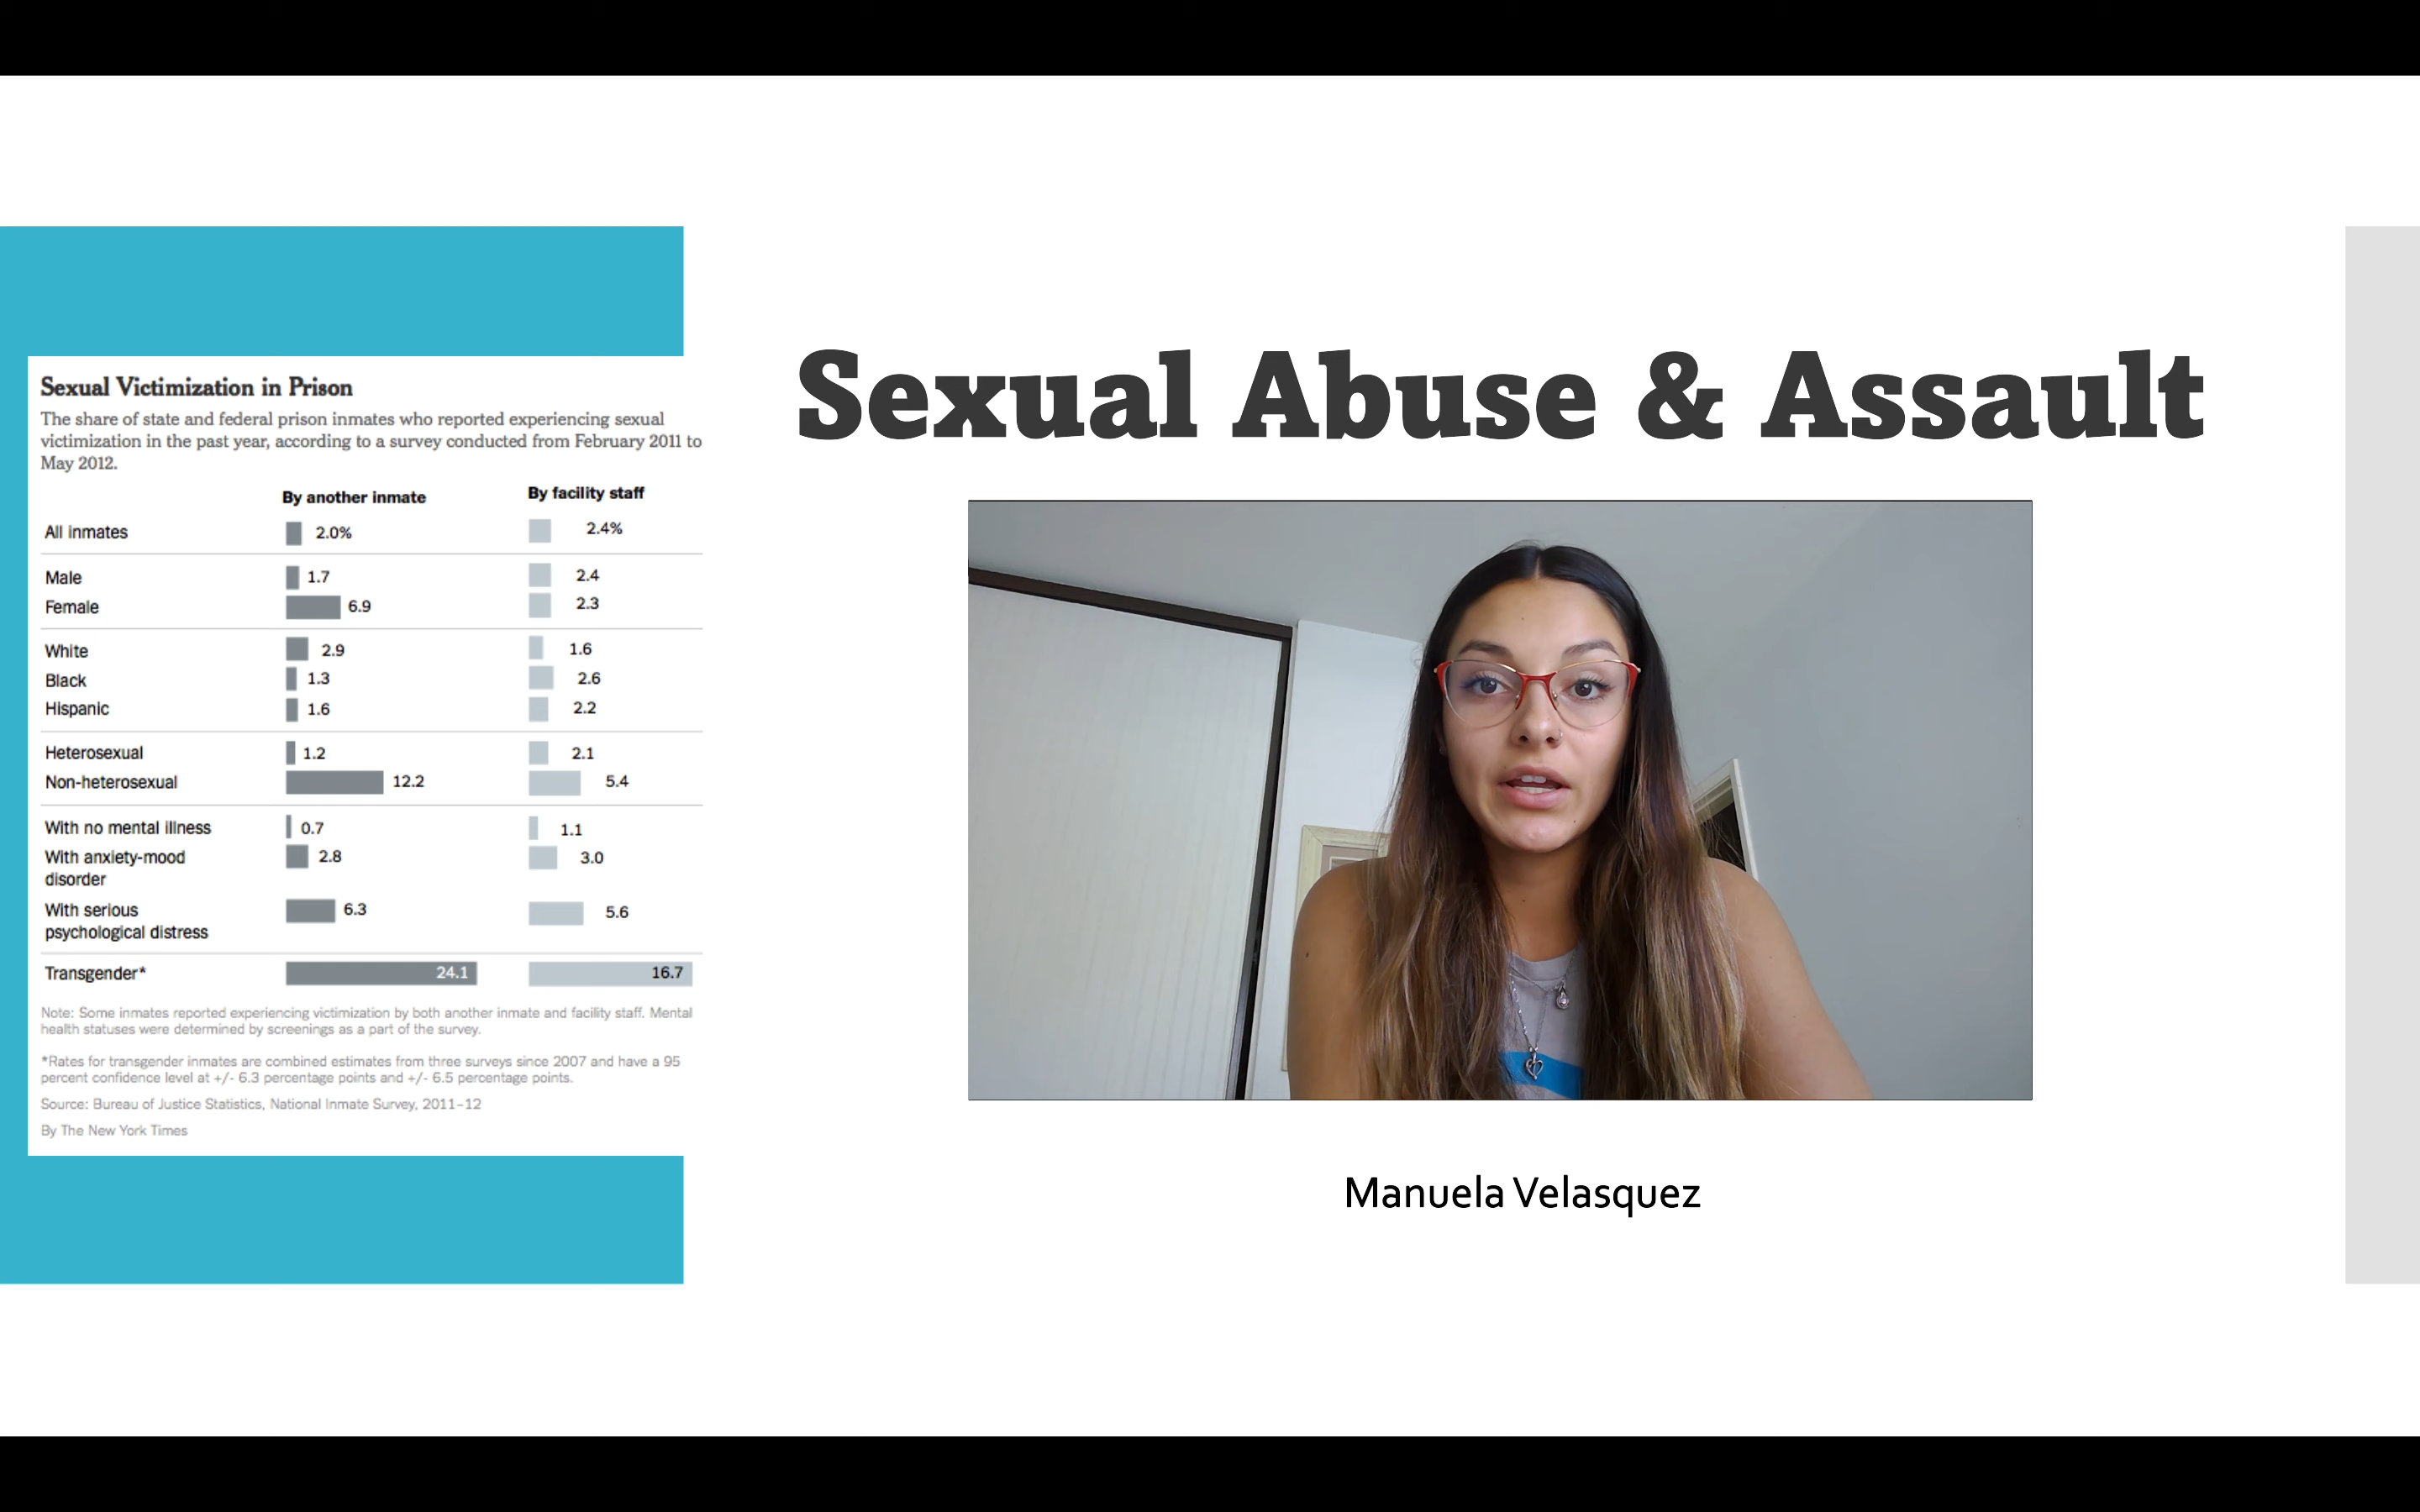 Sexual Abuse & Assault
Sexual Victimization in Prison
The share of state and federal prison inmates who reported experiencing sexual
victimization in the past year, according to a survey conducted from February 2011 to
May 2012.
By another inmate By facility staff
All inmates 2.0% 2.4%
Male 1.7 2.4
Female 6.9 2.3
White 2.9 1.6
Black 1.3 2.6
Hispanic 1.6 2.2
Heterosexual 1.2 2.1
Non-heterosexual 12.2 5.4
With no mental illness 0.7 1.1
With anxiety-mood 2.8 3.0
disorder
With serious 6.3 5.6
psychological distress
Transgender* 24.1 16.7
Note: Some inmates reported experiencing victimization by both another inmate and facility staff. Mental
health statuses were determined by screenings as a part of the survey.
*Rates for transgender inmates are combined estimates from three surveys since 2007 and have a 95
percent confidence level at +/- 6.3 percentage points and +/- 6.5 percentage points.
Source: Bureau of Justice Statistics, National Inmate Survey, 2011–12
By The New York Times
Manuela Velasquez